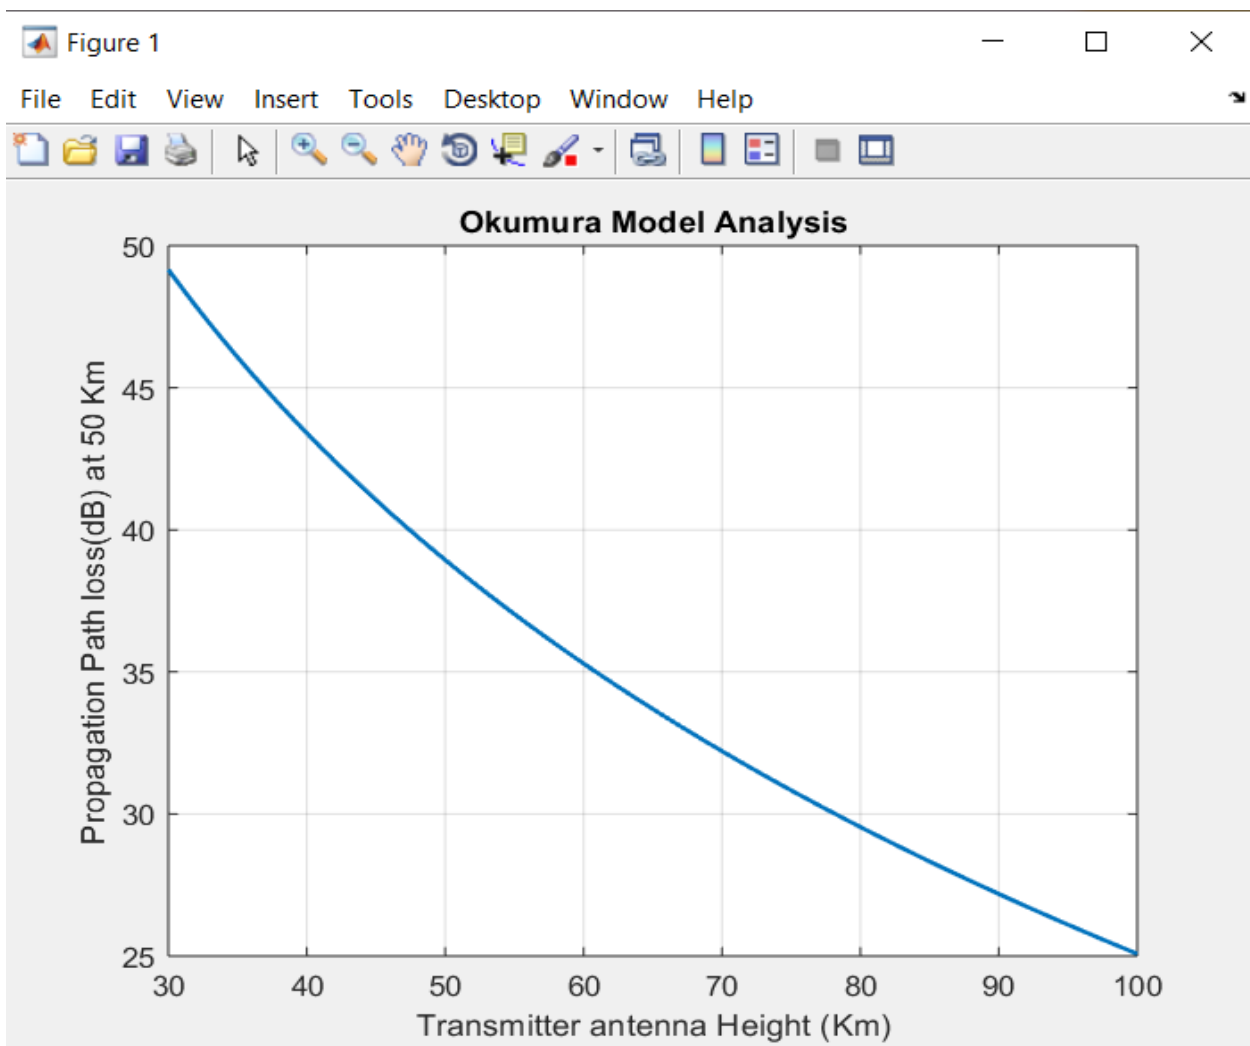 Figure 1
File Edit View Insert Tools Desktop Window Help
Okumura Model Analysis
Propagation Path loss(dB) at 50 Km
50
45
40
35
30
25
30 40 50 60 70 80 90 100
Transmitter antenna Height (Km)